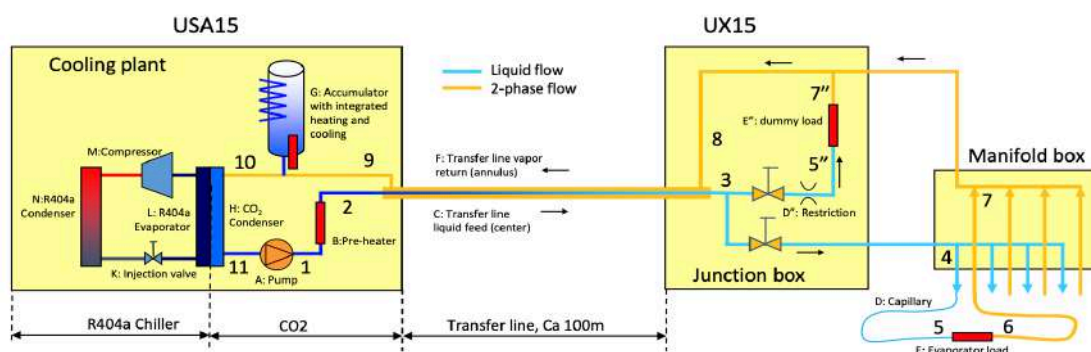 USA15
UX15
Cooling plant
G: Accumulator
with integrated
heating and
cooling
Liquid flow
2-phase flow
M:Compressor
N:R404a
Condenser
L: R404a
Evaporator
K: Injection valve
10
9
H: CO₂
Condenser
2
B:Pre-heater
11
1
A: Pump
F: Transfer line vapor
return (annulus)
C: Transfer line
liquid feed (center)
7”
E”: dummy load
8
5”
3
D”: Restriction
Junction box
Manifold box
7
4
D: Capillary
5
6
E: Evaporator load
R404a Chiller
CO2
Transfer line, Ca 100m